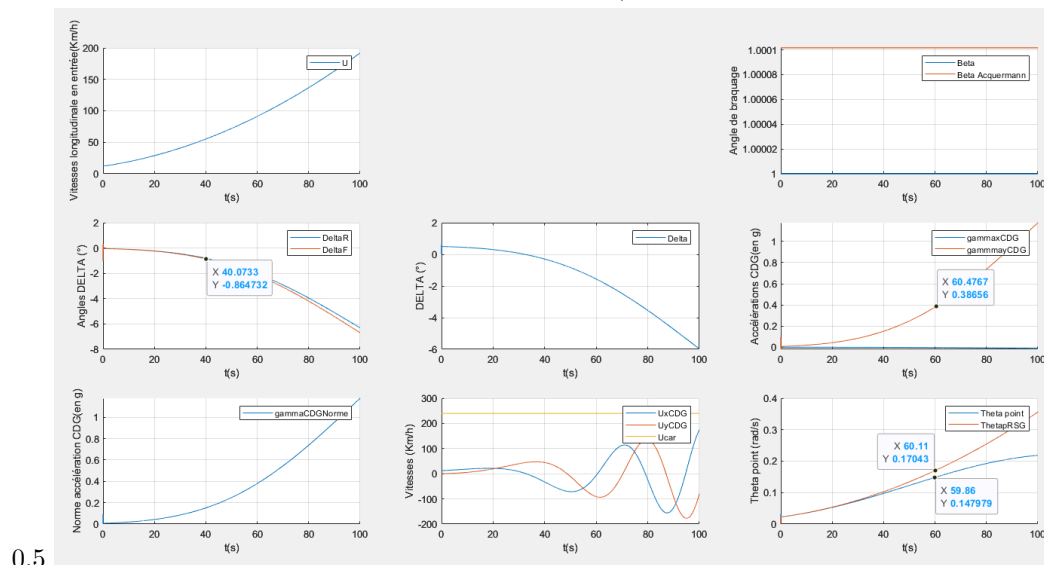 Vitesses longitudinale en entrée(Km/h)
200
150
100
50
0
U
0 20 40 60 80 100
t(s)
Angle de braquage
1.0001
1.00008
1.00006
1.00004
1.00002
1
Beta
Beta Acquermann
0 20 40 60 80 100
t(s)
Angles DELTA (°)
2
0
-2
-4
-6
-8
DeltaR
DeltaF
X 40.0733
Y -0.864732
0 20 40 60 80 100
t(s)
DELTA (°)
2
0
-2
-4
-6
Delta
0 20 40 60 80 100
t(s)
Accélérations CDG(en g)
1
0.8
0.6
0.4
0.2
0
gammaxCDG
gammmayCDG
X 60.4767
Y 0.38656
0 20 40 60 80 100
t(s)
Norme accélération CDG(en g)
1
0.8
0.6
0.4
0.2
0
gammaCDGNorme
0 20 40 60 80 100
t(s)
Vitesses (Km/h)
300
200
100
0
-100
-200
UxCDG
UyCDG
Ucar
0 20 40 60 80 100
t(s)
Theta point (rad/s)
0.4
0.3
0.2
0.1
0
Theta point
ThetapRSG
X 60.11
Y 0.17043
X 59.86
Y 0.147979
0 20 40 60 80 100
t(s)
0.5